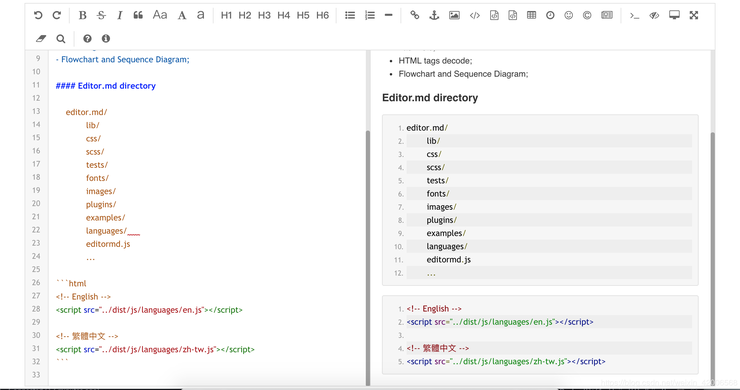 B S I Aa A a H1 H2 H3 H4 H5 H6
9 - Flowchart and Sequence Diagram;
10
11 #### Editor.md directory
12
13 editor.md/
14 lib/
15 css/
16 scss/
17 tests/
18 fonts/
19 images/
20 plugins/
21 examples/
22 languages/
23 editormd.js
24 ...
25
26 ```html
27 <!-- English -->
28 <script src="../dist/js/languages/en.js"></script>
29
30 <!-- 繁體中文 -->
31 <script src="../dist/js/languages/zh-tw.js"></script>
32 ```
33
• HTML tags decode;
• Flowchart and Sequence Diagram;
Editor.md directory
1. editor.md/
2. lib/
3. css/
4. scss/
5. tests/
6. fonts/
7. images/
8. plugins/
9. examples/
10. languages/
11. editormd.js
12. ...
1. <!-- English -->
2. <script src="../dist/js/languages/en.js"></script>
3.
4. <!-- 繁體中文 -->
5. <script src="../dist/js/languages/zh-tw.js"></script>